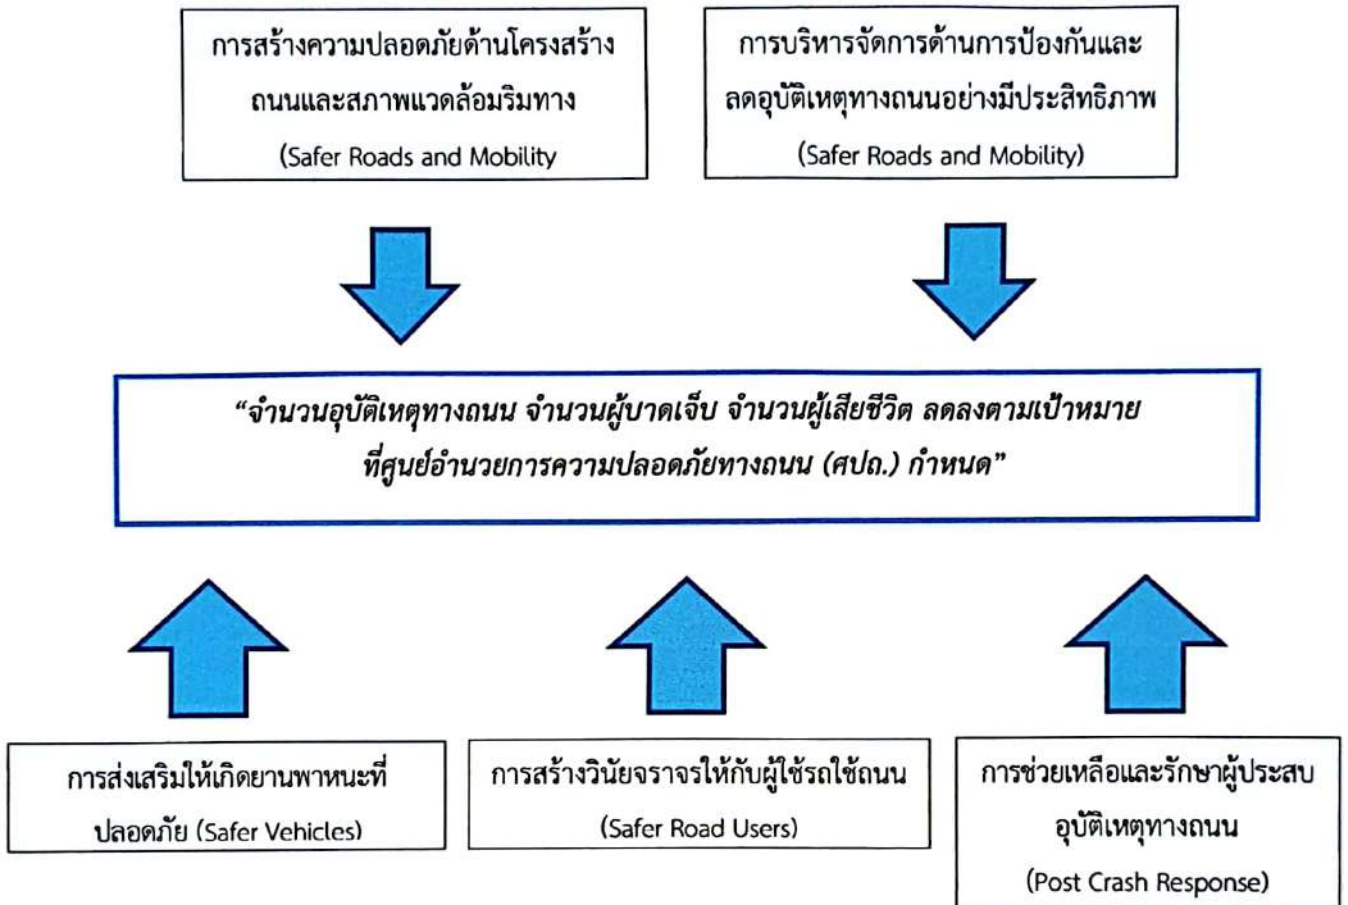 การสร้างความปลอดภัยด้านโครงสร้าง
ถนนและสภาพแวดล้อมริมทาง
(Safer Roads and Mobility
การบริหารจัดการด้านการป้องกันและ
ลดอุบัติเหตุทางถนนอย่างมีประสิทธิภาพ
(Safer Roads and Mobility)
“จำนวนอุบัติเหตุทางถนน จำนวนผู้บาดเจ็บ จำนวนผู้เสียชีวิต ลดลงตามเป้าหมาย
ที่ศูนย์อำนวยการความปลอดภัยทางถนน (ศปถ.) กำหนด”
การส่งเสริมให้เกิดยานพาหนะที่
ปลอดภัย (Safer Vehicles)
การสร้างวินัยจราจรให้กับผู้ใช้รถใช้ถนน
(Safer Road Users)
การช่วยเหลือและรักษาผู้ประสบ
อุบัติเหตุทางถนน
(Post Crash Response)